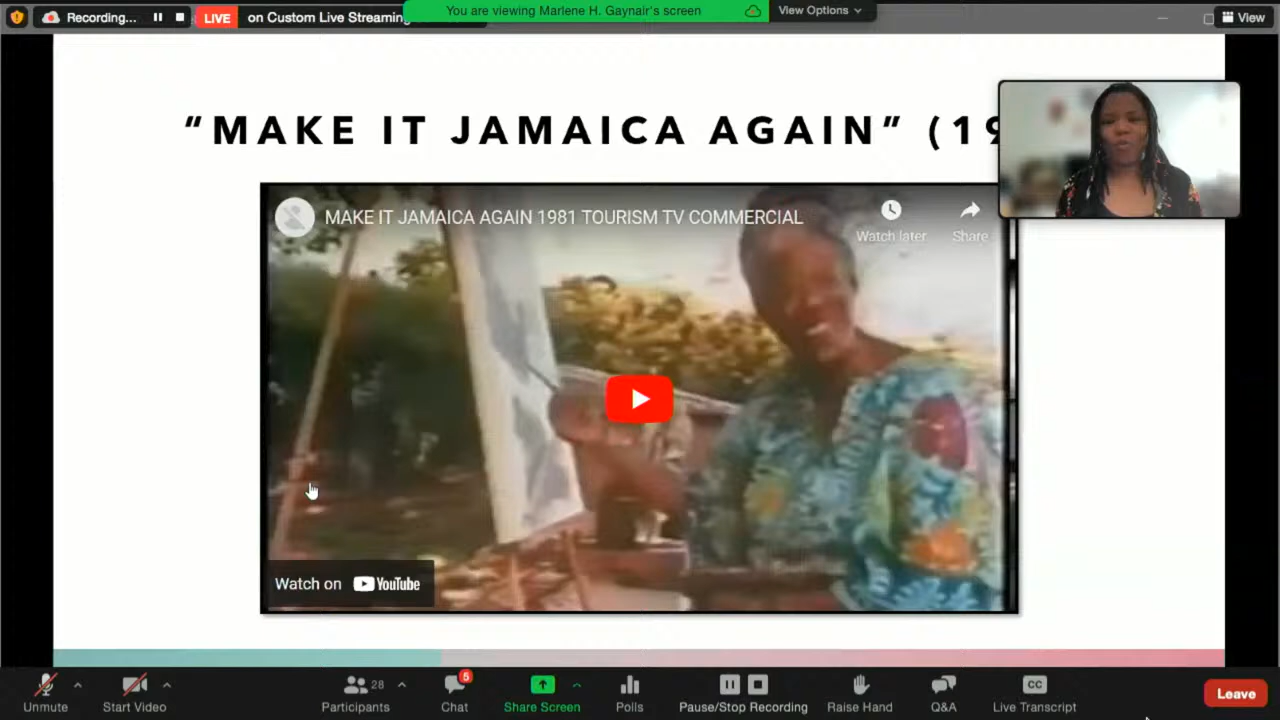 Recording...
LIVE
on Custom Live Streaming
You are viewing Marlene H. Gaynair's screen
View Options
View
"MAKE IT JAMAICA AGAIN" (19
MAKE IT JAMAICA AGAIN 1981 TOURISM TV COMMERCIAL
Watch later
Share
Watch on YouTube
Unmute
Start Video
28
Participants
5
Chat
Share Screen
Polls
Pause/Stop Recording
Raise Hand
Q&A
CC
Live Transcript
Leave